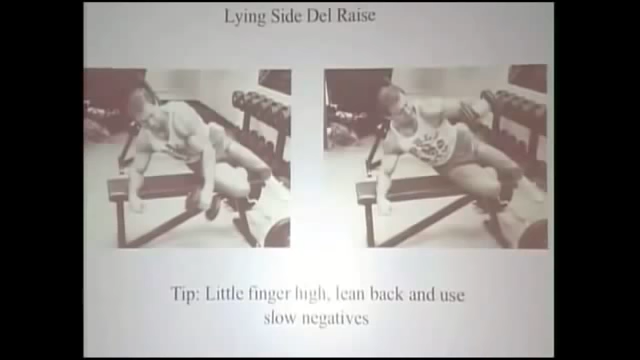 Lying Side Del Raise
Tip: Little finger high, lean back and use
slow negatives